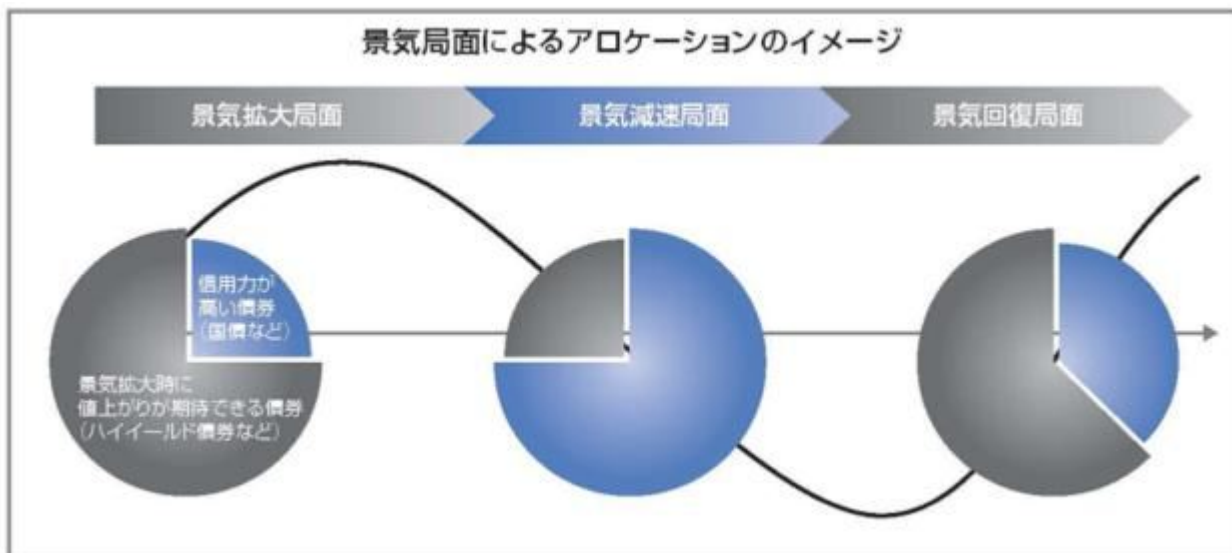 景気局面によるアロケーションのイメージ
景気拡大局面
景気減速局面
景気回復局面
信用力が
高い債券
（国債など）
景気拡大時に
値上がりが期待できる債券
（ハイイールド債券など）